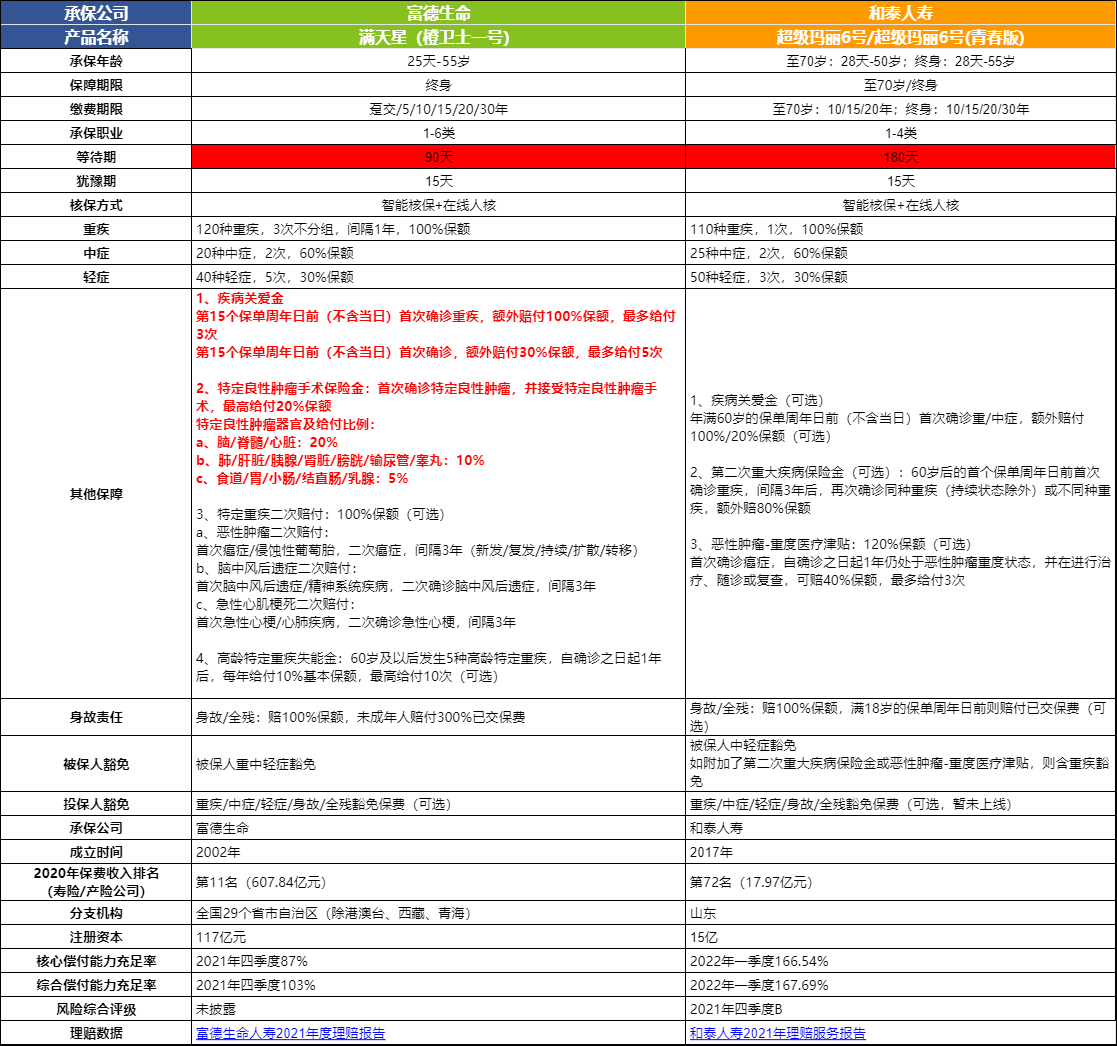 承保公司 富德生命 和泰人寿
产品名称 满天星（橙卫士一号） 超级玛丽6号/超级玛丽6号(青春版)
承保年龄 25天-55岁 至70岁：28天-50岁；终身：28天-55岁
保障期限 终身 至70岁/终身
缴费期限 趸交/5/10/15/20/30年 至70岁：10/15/20年；终身：10/15/20/30年
承保职业 1-6类 1-4类
等待期 90天 180天
犹豫期 15天 15天
核保方式 智能核保+在线人核 智能核保+在线人核
重疾 120种重疾，3次不分组，间隔1年，100%保额 110种重疾，1次，100%保额
中症 20种中症，2次，60%保额 25种中症，2次，60%保额
轻症 40种轻症，5次，30%保额 50种轻症，3次，30%保额
其他保障
1、疾病关爱金
第15个保单周年日前（不含当日）首次确诊重疾，额外赔付100%保额，最多给付
3次
第15个保单周年日前（不含当日）首次确诊，额外赔付30%保额，最多给付5次
2、特定良性肿瘤手术保险金：首次确诊特定良性肿瘤，并接受特定良性肿瘤手
术，最高给付20%保额
特定良性肿瘤器官及给付比例：
a、脑/脊髓/心脏：20%
b、肺/肝脏/胰腺/肾脏/膀胱/输尿管/睾丸：10%
c、食道/胃/小肠/结直肠/乳腺：5%
3、特定重疾二次赔付：100%保额（可选）
a、恶性肿瘤二次赔付：
首次癌症/侵蚀性葡萄胎，二次癌症，间隔3年（新发/复发/持续/扩散/转移）
b、脑中风后遗症二次赔付：
首次脑中风后遗症/精神系统疾病，二次确诊脑中风后遗症，间隔3年
c、急性心肌梗死二次赔付：
首次急性心梗/心肺疾病，二次确诊急性心梗，间隔3年
4、高龄特定重疾失能金：60岁及以后发生5种高龄特定重疾，自确诊之日起1年
后，每年给付10%基本保额，最高给付10次（可选）
1、疾病关爱金（可选）
年满60岁的保单周年日前（不含当日）首次确诊重/中症，额外赔付
100%/20%保额（可选）
2、第二次重大疾病保险金（可选）：60岁后的首个保单周年日前首次
确诊重疾，间隔3年后，再次确诊同种重疾（持续状态除外）或不同种重
疾，额外赔80%保额
3、恶性肿瘤-重度医疗津贴：120%保额（可选）
首次确诊癌症，自确诊之日起1年仍处于恶性肿瘤重度状态，并在进行治
疗、随诊或复查，可赔40%保额，最多给付3次
身故责任 身故/全残：赔100%保额，未成年人赔付300%已交保费
身故/全残：赔100%保额，满18岁的保单周年日前则赔付已交保费（可
选）
被保人豁免 被保人重中轻症豁免
被保人中轻症豁免
如附加了第二次重大疾病保险金或恶性肿瘤-重度医疗津贴，则含重疾豁
免
投保人豁免 重疾/中症/轻症/身故/全残豁免保费（可选） 重疾/中症/轻症/身故/全残豁免保费（可选，暂未上线）
承保公司 富德生命 和泰人寿
成立时间 2002年 2017年
2020年保费收入排名
（寿险/产险公司） 第11名（607.84亿元） 第72名（17.97亿元）
分支机构 全国29个省市自治区（除港澳台、西藏、青海） 山东
注册资本 117亿元 15亿
核心偿付能力充足率 2021年四季度87% 2022年一季度166.54%
综合偿付能力充足率 2021年四季度103% 2022年一季度167.69%
风险综合评级 未披露 2021年四季度B
理赔数据 富德生命人寿2021年度理赔报告 和泰人寿2021年理赔服务报告